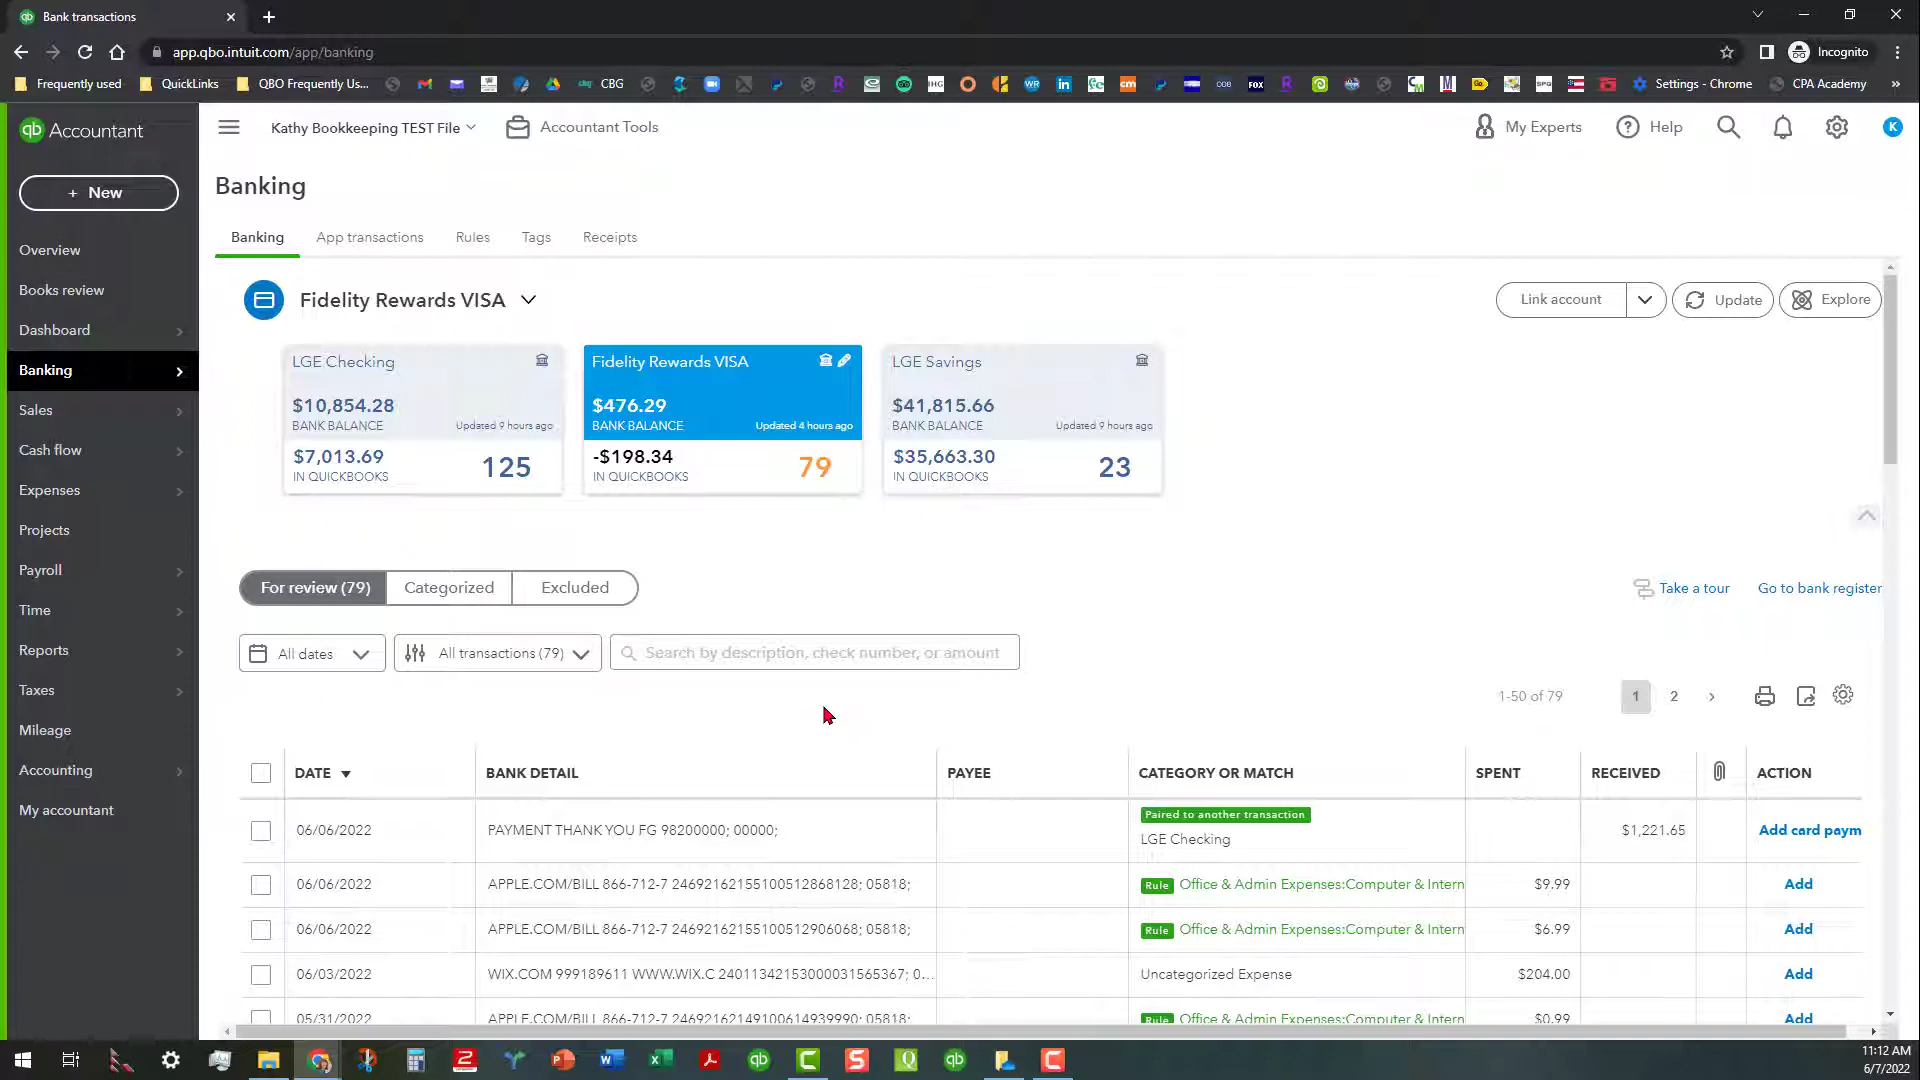 Bank transactions
app.qbo.intuit.com/app/banking
Incognito
Frequently used
QuickLinks
QBO Frequently Us...
CBG
Settings - Chrome
CPA Academy
qb Accountant
Kathy Bookkeeping TEST File
Accountant Tools
My Experts
Help
K
+ New
Overview
Books review
Dashboard
Banking
Sales
Cash flow
Expenses
Projects
Payroll
Time
Reports
Taxes
Mileage
Accounting
My accountant
Banking
Banking
App transactions
Rules
Tags
Receipts
Fidelity Rewards VISA
Link account
Update
Explore
LGE Checking
$10,854.28
BANK BALANCE
Updated 9 hours ago
$7,013.69
IN QUICKBOOKS
125
Fidelity Rewards VISA
$476.29
BANK BALANCE
Updated 4 hours ago
-$198.34
IN QUICKBOOKS
79
LGE Savings
$41,815.66
BANK BALANCE
Updated 9 hours ago
$35,663.30
IN QUICKBOOKS
23
For review (79)
Categorized
Excluded
Take a tour
Go to bank register
All dates
All transactions (79)
Search by description, check number, or amount
1-50 of 79
1
2
DATE
BANK DETAIL
PAYEE
CATEGORY OR MATCH
SPENT
RECEIVED
ACTION
06/06/2022
PAYMENT THANK YOU FG 98200000; 00000;
Paired to another transaction
LGE Checking
$1,221.65
Add card paym
06/06/2022
APPLE.COM/BILL 866-712-7 24692162155100512868128; 05818;
Rule Office & Admin Expenses:Computer & Intern
$9.99
Add
06/06/2022
APPLE.COM/BILL 866-712-7 24692162155100512906068; 05818;
Rule Office & Admin Expenses:Computer & Intern
$6.99
Add
06/03/2022
WIX.COM 999189611 WWW.WIX.C 24011342153000031565367; 0...
Uncategorized Expense
$204.00
Add
05/31/2022
APPLE.COM/BILL 866-712-7 24692162149100614939990; 05818;
Rule Office & Admin Expenses:Computer & Intern
$0.99
Add
11:12 AM
6/7/2022